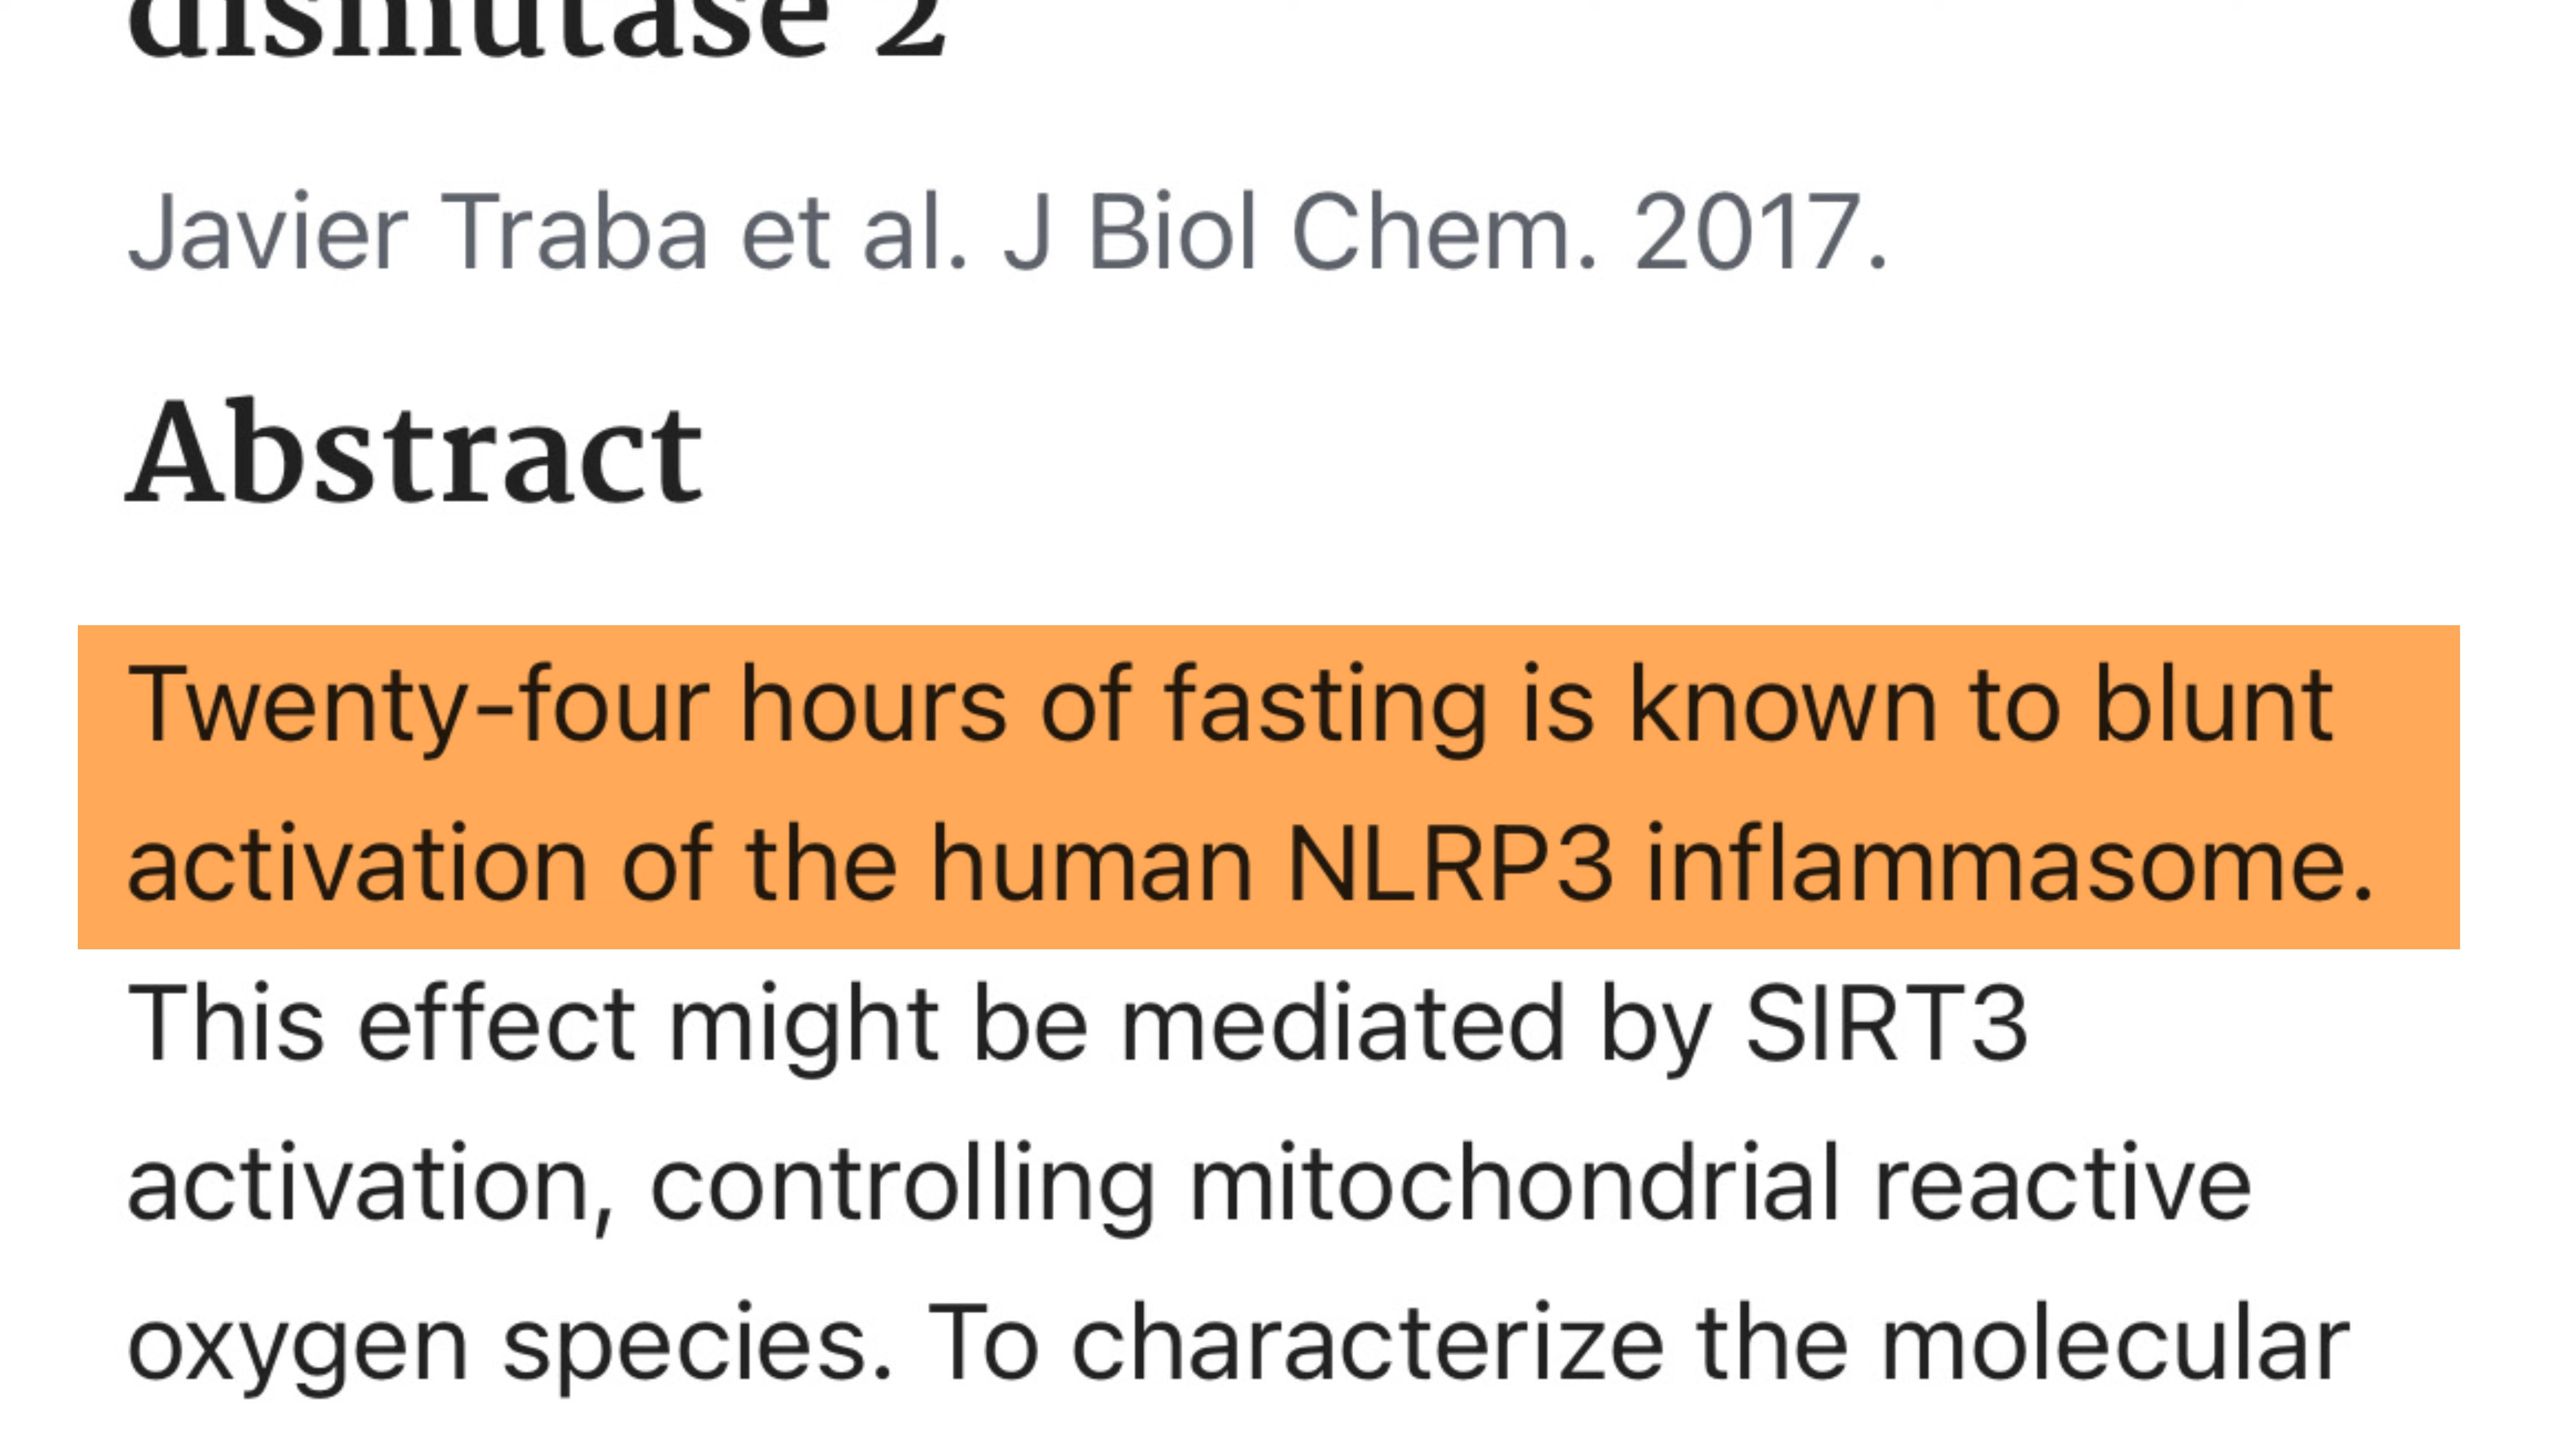 dismutase 2
Javier Traba et al. J Biol Chem. 2017.
Abstract
Twenty-four hours of fasting is known to blunt
activation of the human NLRP3 inflammasome.
This effect might be mediated by SIRT3
activation, controlling mitochondrial reactive
oxygen species. To characterize the molecular